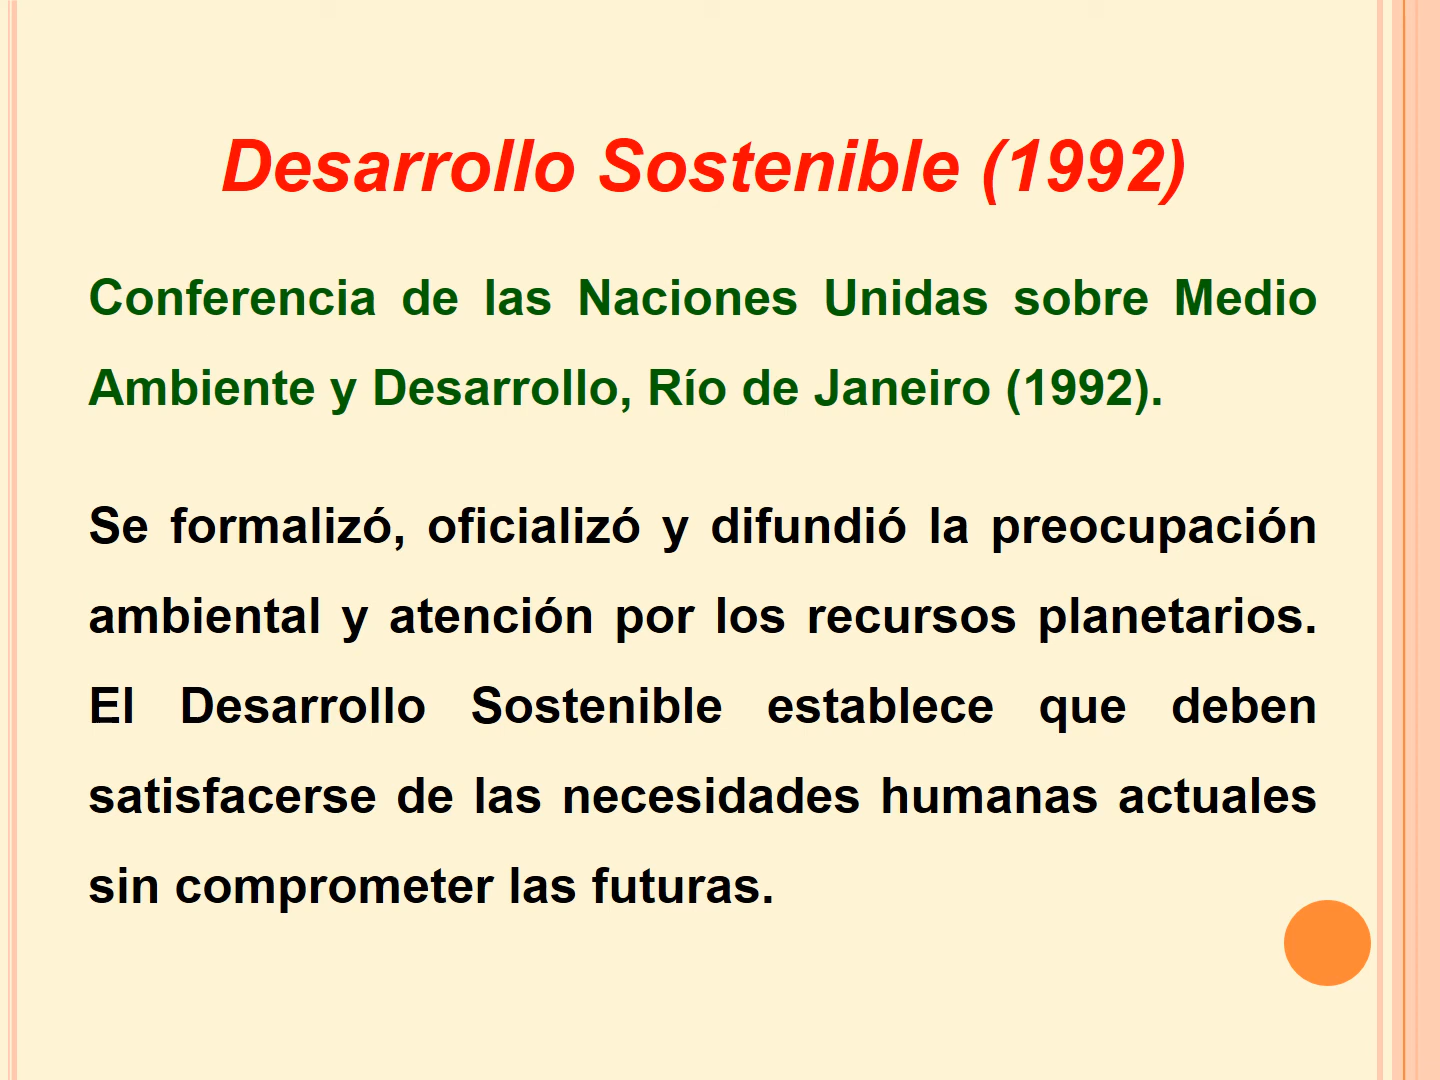 Desarrollo Sostenible (1992)
Conferencia de las Naciones Unidas sobre Medio
Ambiente y Desarrollo, Río de Janeiro (1992).
Se formalizó, oficializó y difundió la preocupación
ambiental y atención por los recursos planetarios.
El Desarrollo Sostenible establece que deben
satisfacerse de las necesidades humanas actuales
sin comprometer las futuras.